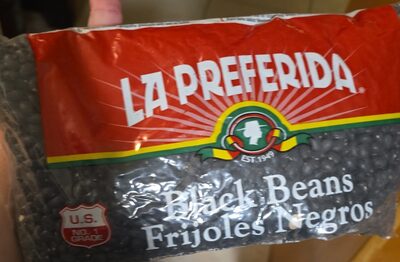 LA PREFERIDA®
EST. 1949
Black Beans
Frijoles Negros
U.S.
NO. 1
GRADE